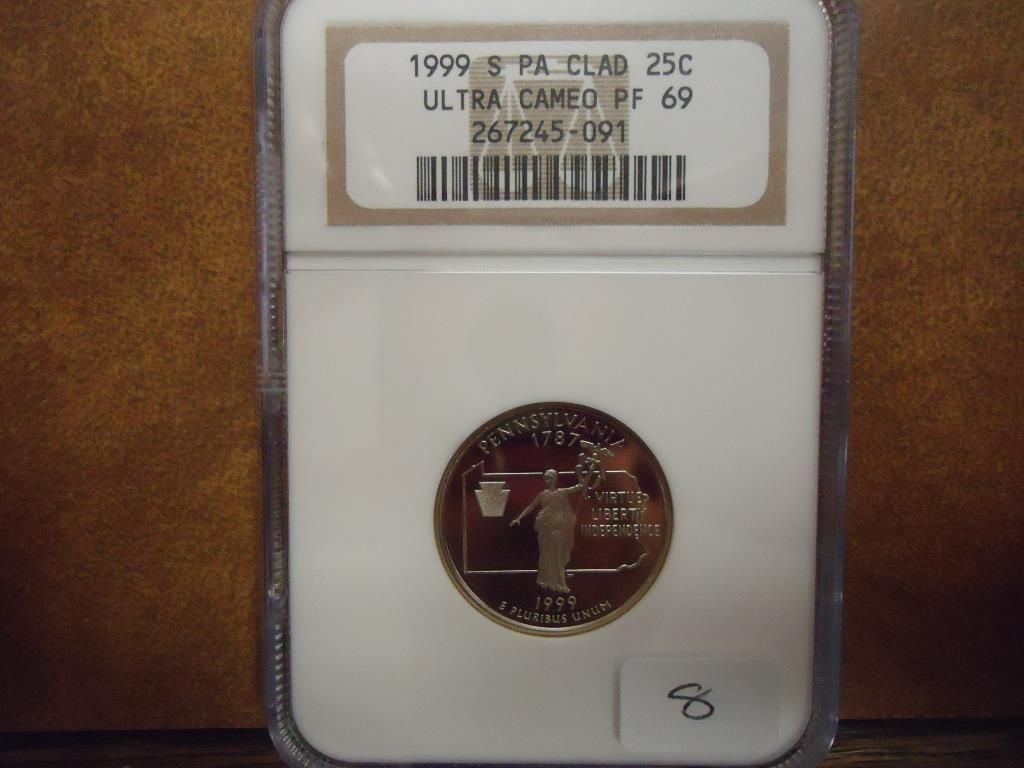 1999 S PA CLAD 25C
ULTRA CAMEO PF 69
267245-091
PENNSYLVANIA
1787
VIRTUE
LIBERTY
INDEPENDENCE
1999
E PLURIBUS UNUM
8